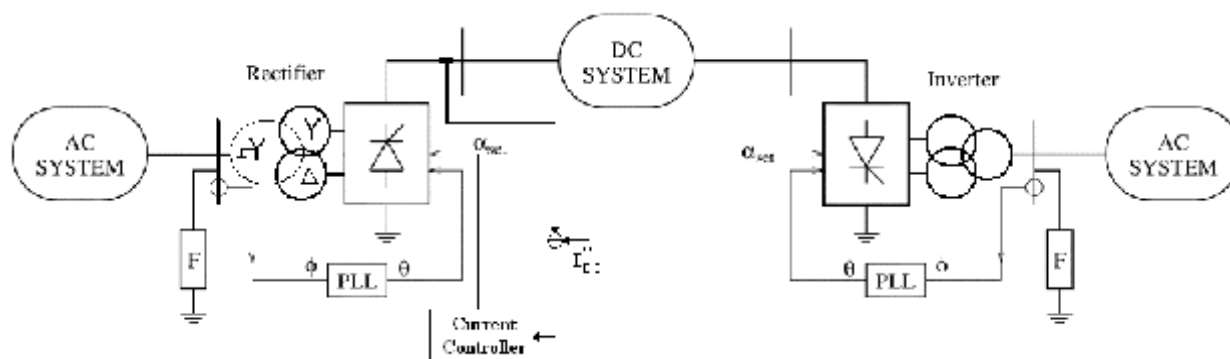 DC
SYSTEM
Rectifier
Inverter
AC
SYSTEM
Y
Y
Δ
α
α
AC
SYSTEM
F
ϕ PLL θ
θ PLL
F
Current
Controller